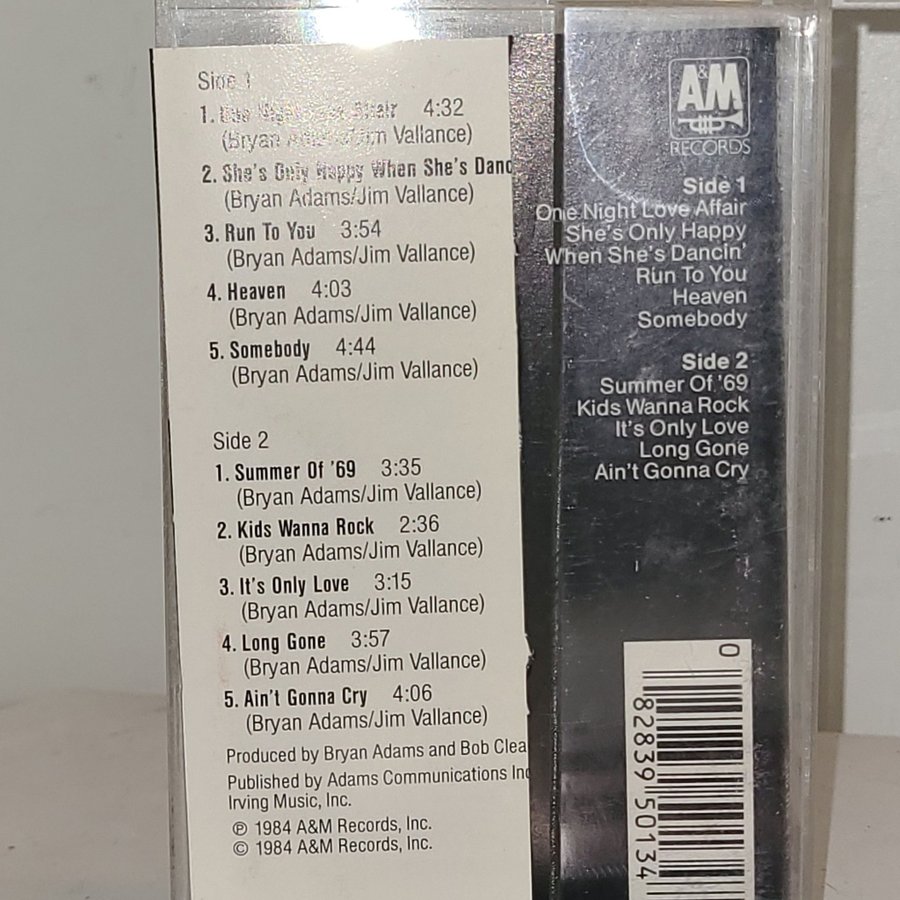 Side 1
1. One Night Love Affair 4:32
(Bryan Adams/Jim Vallance)
2. She's Only Happy When She's Danc
(Bryan Adams/Jim Vallance)
3. Run To You 3:54
(Bryan Adams/Jim Vallance)
4. Heaven 4:03
(Bryan Adams/Jim Vallance)
5. Somebody 4:44
(Bryan Adams/Jim Vallance)
Side 2
1. Summer Of '69 3:35
(Bryan Adams/Jim Vallance)
2. Kids Wanna Rock 2:36
(Bryan Adams/Jim Vallance)
3. It's Only Love 3:15
(Bryan Adams/Jim Vallance)
4. Long Gone 3:57
(Bryan Adams/Jim Vallance)
5. Ain't Gonna Cry 4:06
(Bryan Adams/Jim Vallance)
Produced by Bryan Adams and Bob Clea
Published by Adams Communications Inc
Irving Music, Inc.
℗ 1984 A&M Records, Inc.
© 1984 A&M Records, Inc.
A&M
RECORDS
Side 1
One Night Love Affair
She's Only Happy
When She's Dancin'
Run To You
Heaven
Somebody
Side 2
Summer Of '69
Kids Wanna Rock
It's Only Love
Long Gone
Ain't Gonna Cry
0 82839 50134